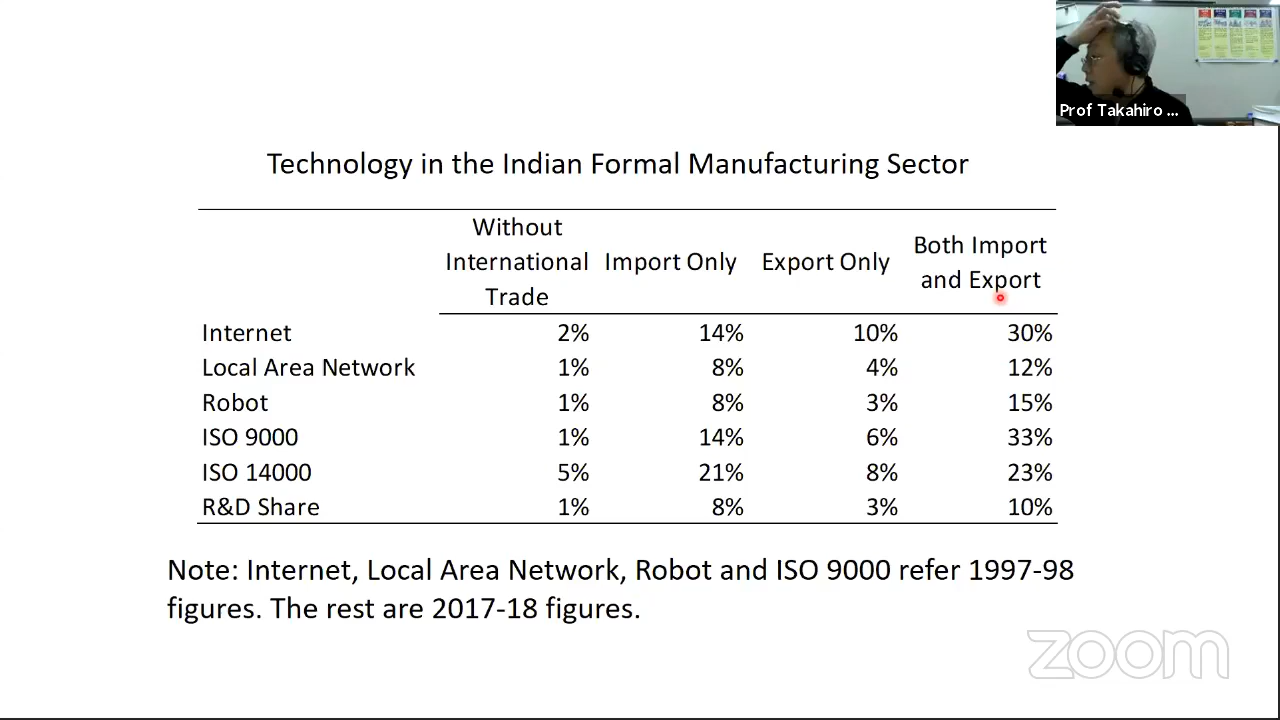 Prof Takahiro ...
Technology in the Indian Formal Manufacturing Sector
Without International Trade Import Only Export Only Both Import and Export
Internet 2% 14% 10% 30%
Local Area Network 1% 8% 4% 12%
Robot 1% 8% 3% 15%
ISO 9000 1% 14% 6% 33%
ISO 14000 5% 21% 8% 23%
R&D Share 1% 8% 3% 10%
Note: Internet, Local Area Network, Robot and ISO 9000 refer 1997-98
figures. The rest are 2017-18 figures.
zoom